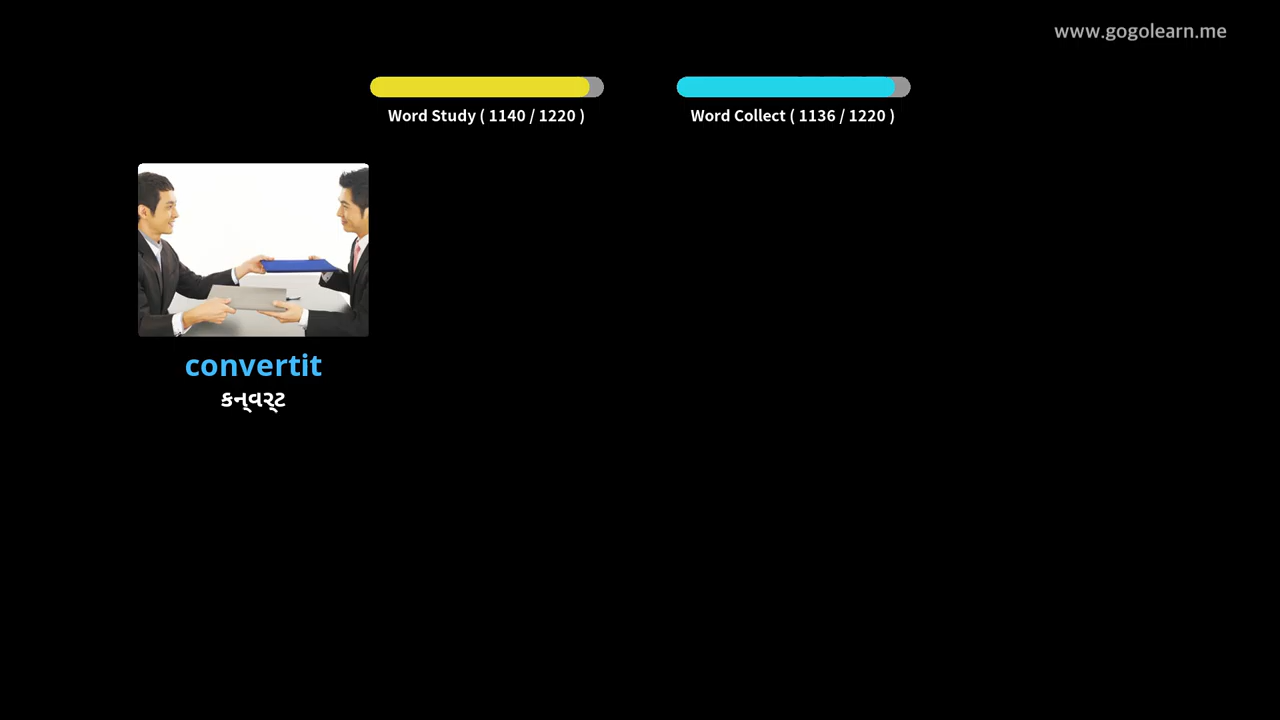 www.gogolearn.me
Word Study ( 1140 / 1220 )
Word Collect ( 1136 / 1220 )
convertit
કન્‌વર્‌ટ